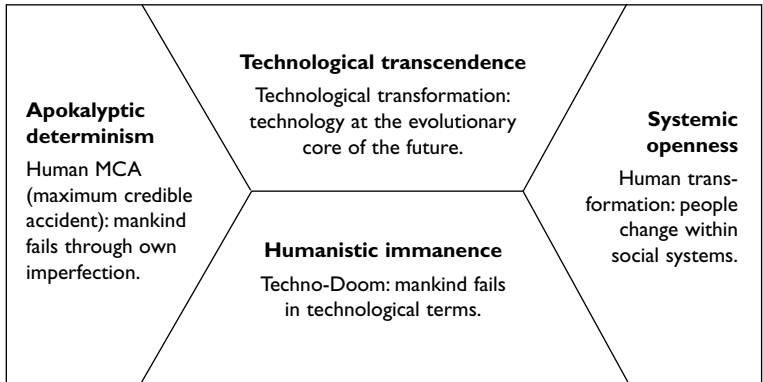 Technological transcendence
Technological transformation:
technology at the evolutionary
core of the future.
Apokalyptic
determinism
Human MCA
(maximum credible
accident): mankind
fails through own
imperfection.
Systemic
openness
Human trans-
formation: people
change within
social systems.
Humanistic immanence
Techno-Doom: mankind fails
in technological terms.